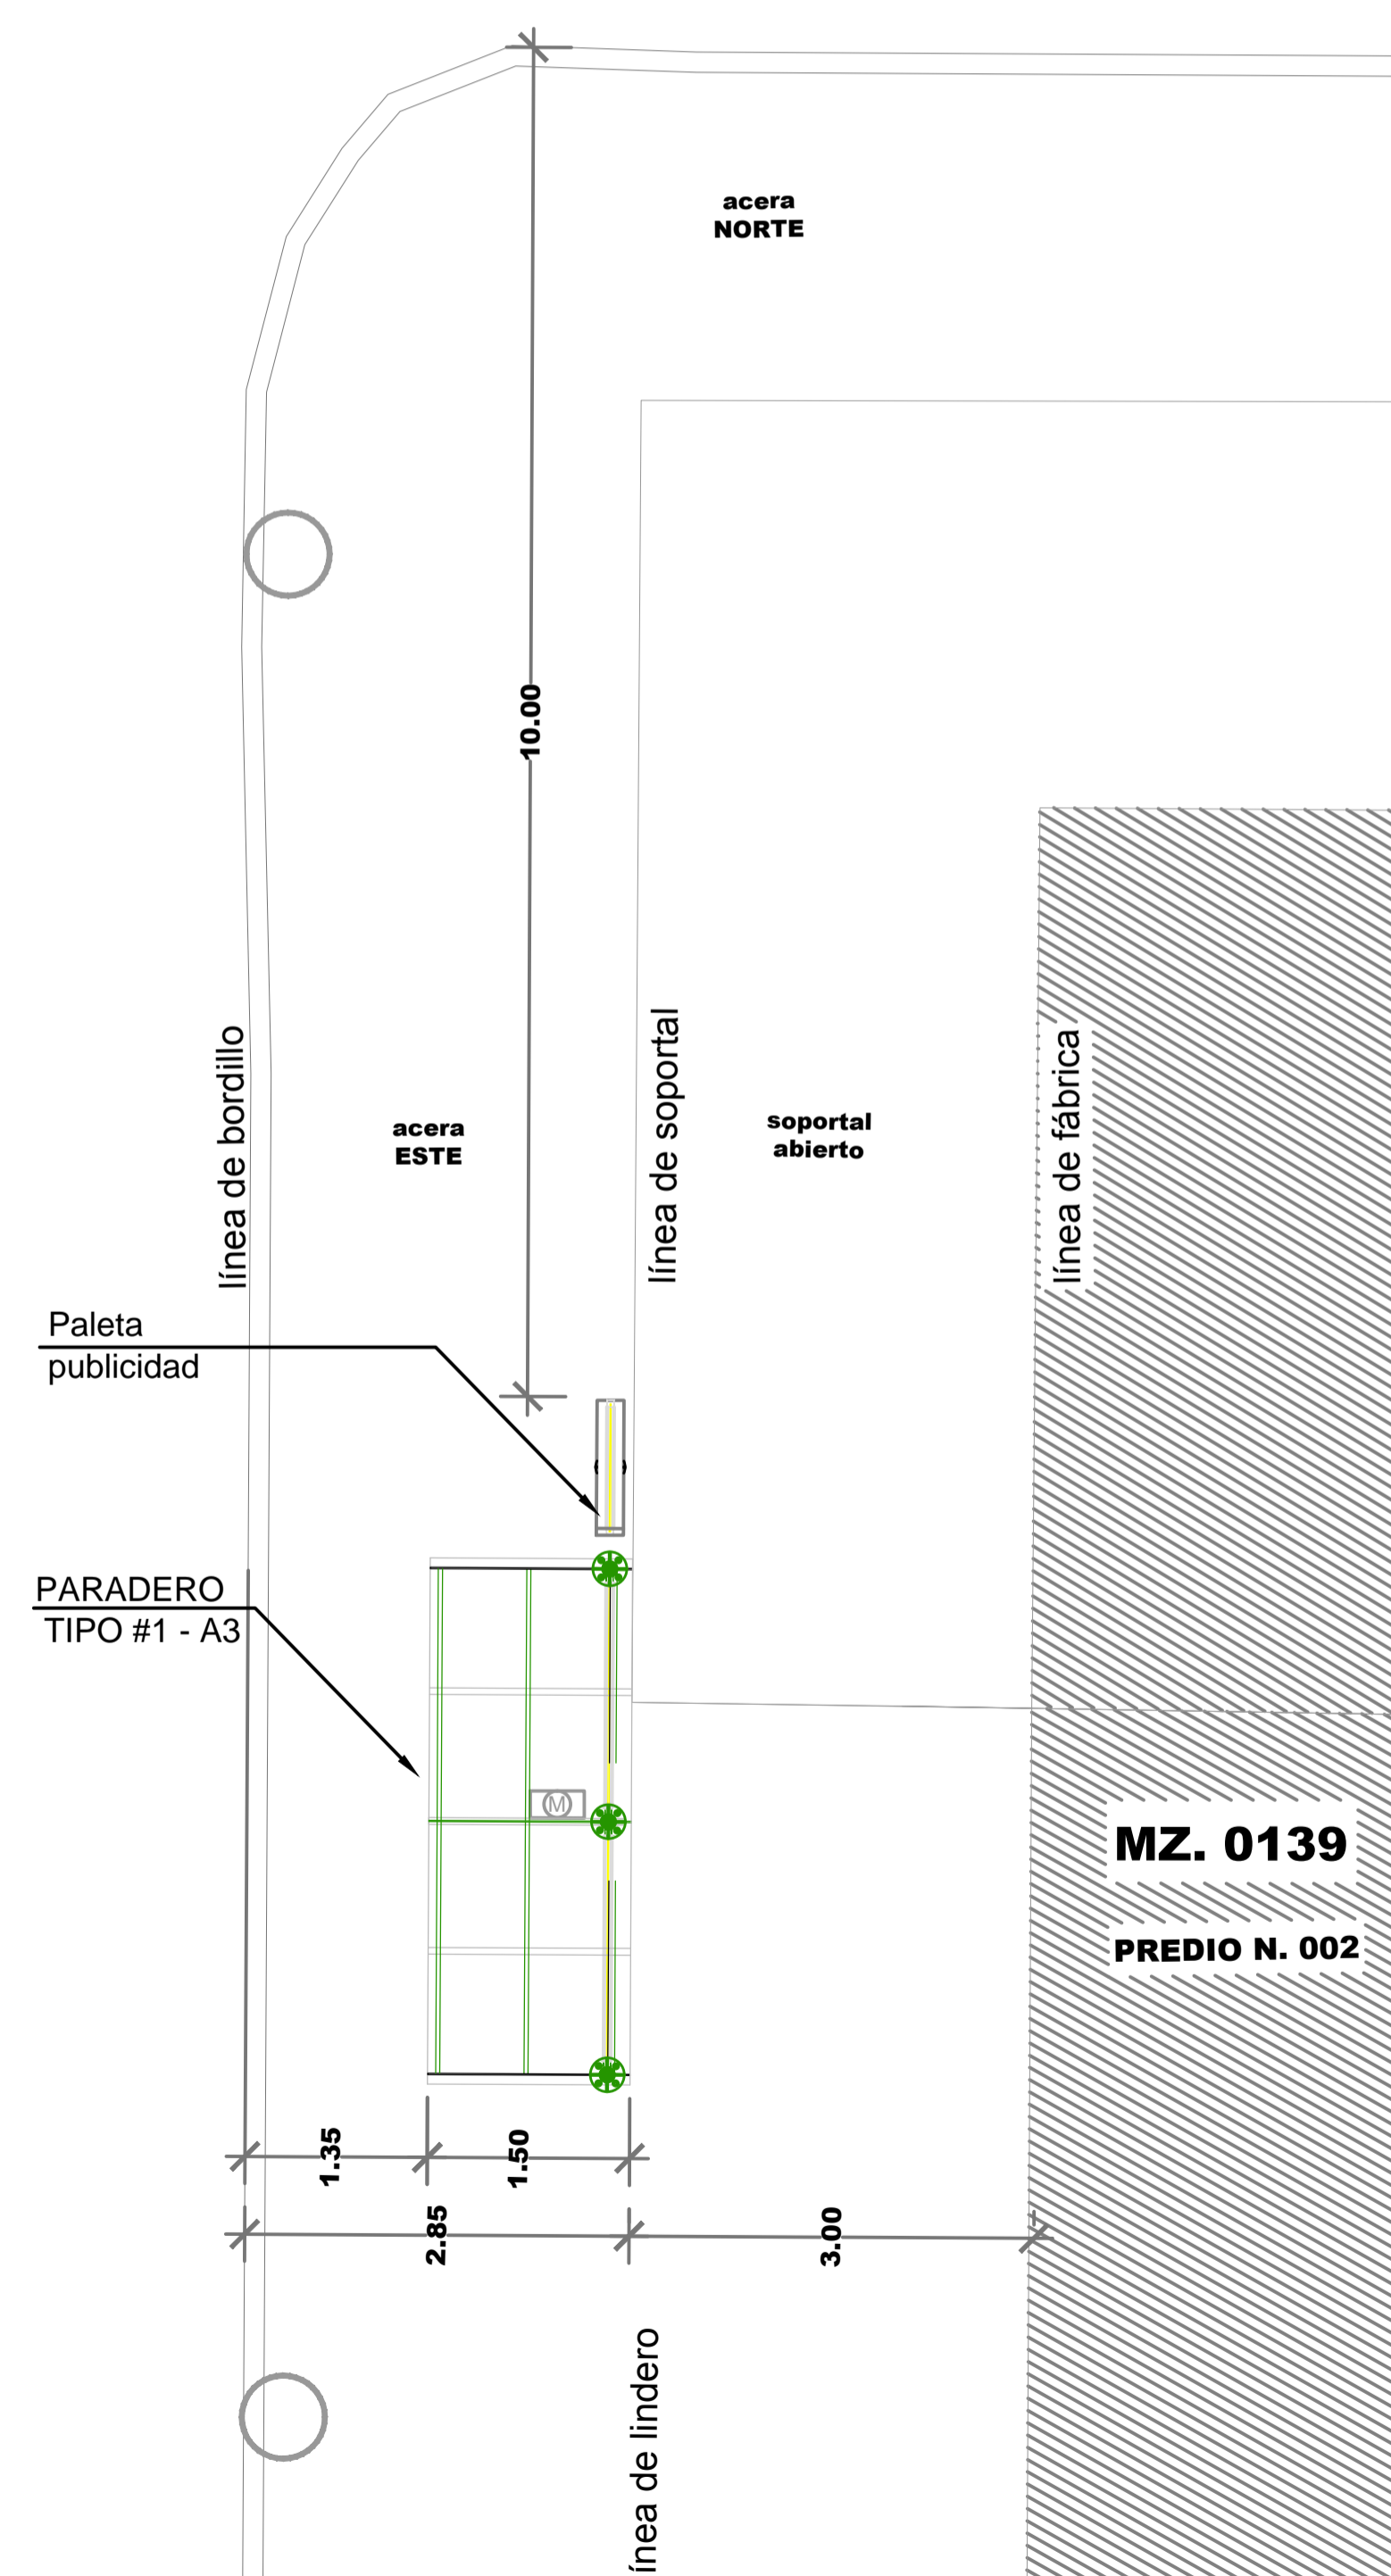 acera
NORTE
10.00
línea de bordillo
línea de soportal
línea de fábrica
acera
ESTE
soportal
abierto
Paleta
publicidad
PARADERO
TIPO #1 - A3
M
MZ. 0139
PREDIO N. 002
1.35
1.50
2.85
3.00
ínea de lindero